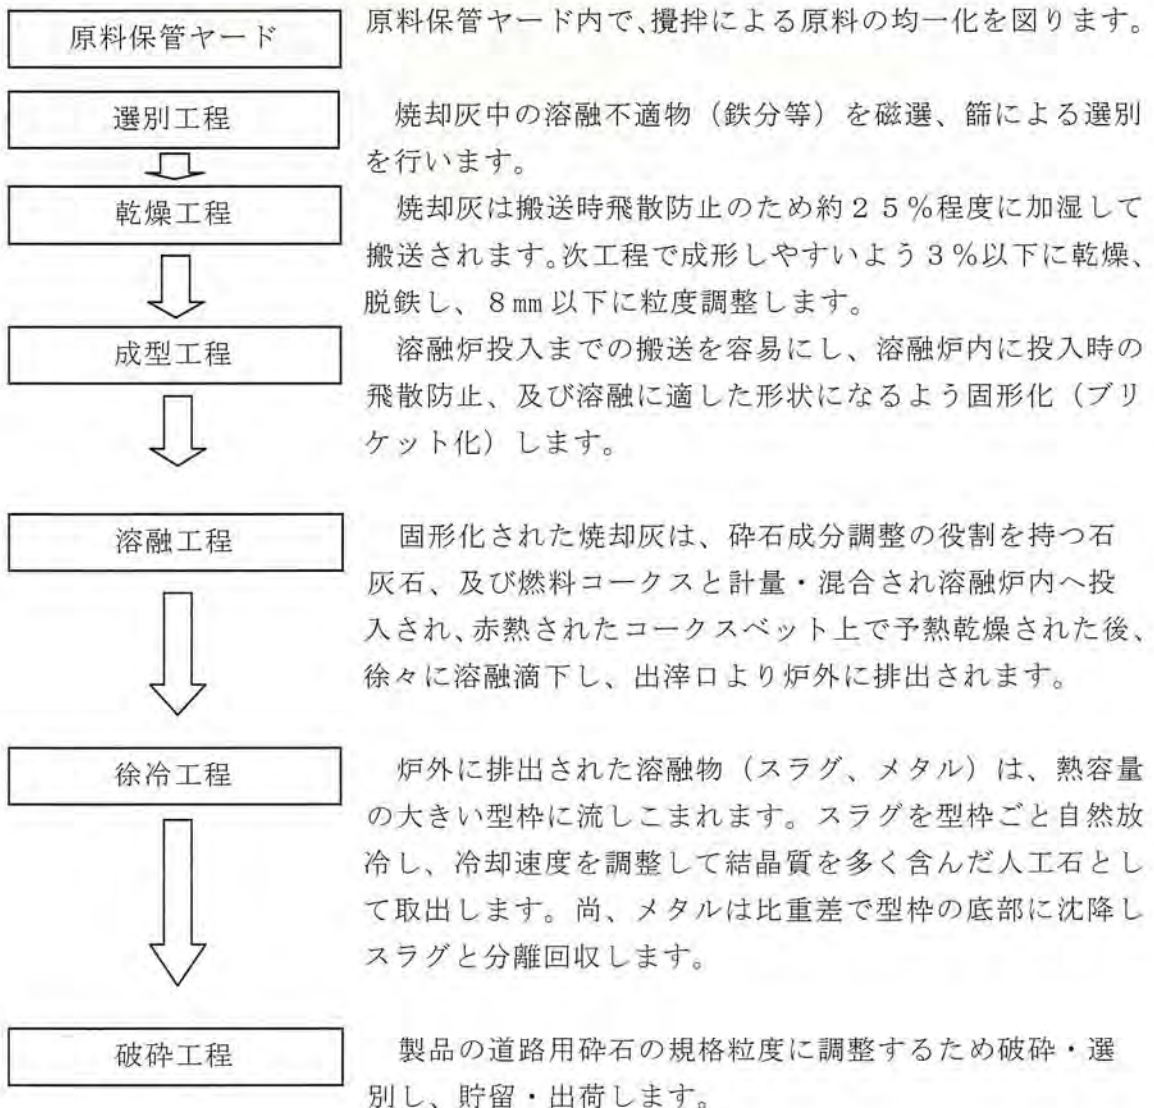 原料保管ヤード
原料保管ヤード内で、攪拌による原料の均一化を図ります。
選別工程
焼却灰中の溶融不適物（鉄分等）を磁選、篩による選別
を行います。
乾燥工程
焼却灰は搬送時飛散防止のため約２５％程度に加湿して
搬送されます。次工程で成形しやすいよう３％以下に乾燥、
脱鉄し、８㎜以下に粒度調整します。
成型工程
溶融炉投入までの搬送を容易にし、溶融炉内に投入時の
飛散防止、及び溶融に適した形状になるよう固形化（ブリ
ケット化）します。
溶融工程
固形化された焼却灰は、砕石成分調整の役割を持つ石
灰石、及び燃料コークスと計量・混合され溶融炉内へ投
入され、赤熱されたコークスベット上で予熱乾燥された後、
徐々に溶融滴下し、出滓口より炉外に排出されます。
徐冷工程
炉外に排出された溶融物（スラグ、メタル）は、熱容量
の大きい型枠に流しこまれます。スラグを型枠ごと自然放
冷し、冷却速度を調整して結晶質を多く含んだ人工石とし
て取出します。尚、メタルは比重差で型枠の底部に沈降し
スラグと分離回収します。
破砕工程
製品の道路用砕石の規格粒度に調整するため破砕・選
別し、貯留・出荷します。